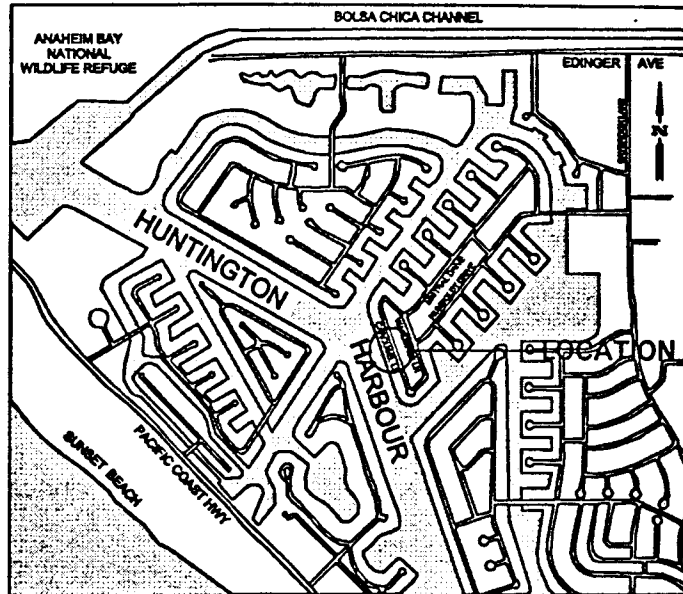 BOLSA CHICA CHANNEL
ANAHEIM BAY
NATIONAL
WILDLIFE REFUGE
EDINGER AVE
N
HUNTINGTON
HARBOUR
LOCATION
PACIFIC COAST HWY
SUNSET BEACH